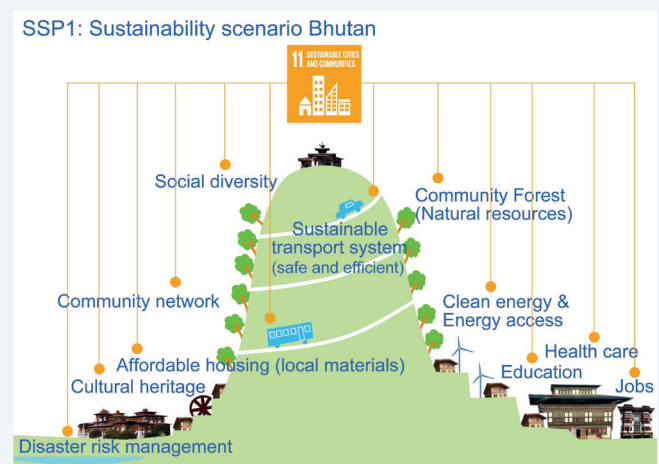 SSP1: Sustainability scenario Bhutan
11 SUSTAINABLE CITIES
AND COMMUNITIES
Social diversity
Community Forest
(Natural resources)
Sustainable
transport system
(safe and efficient)
Community network
Clean energy &
Energy access
Affordable housing (local materials)
Health care
Cultural heritage
Education
Jobs
Disaster risk management